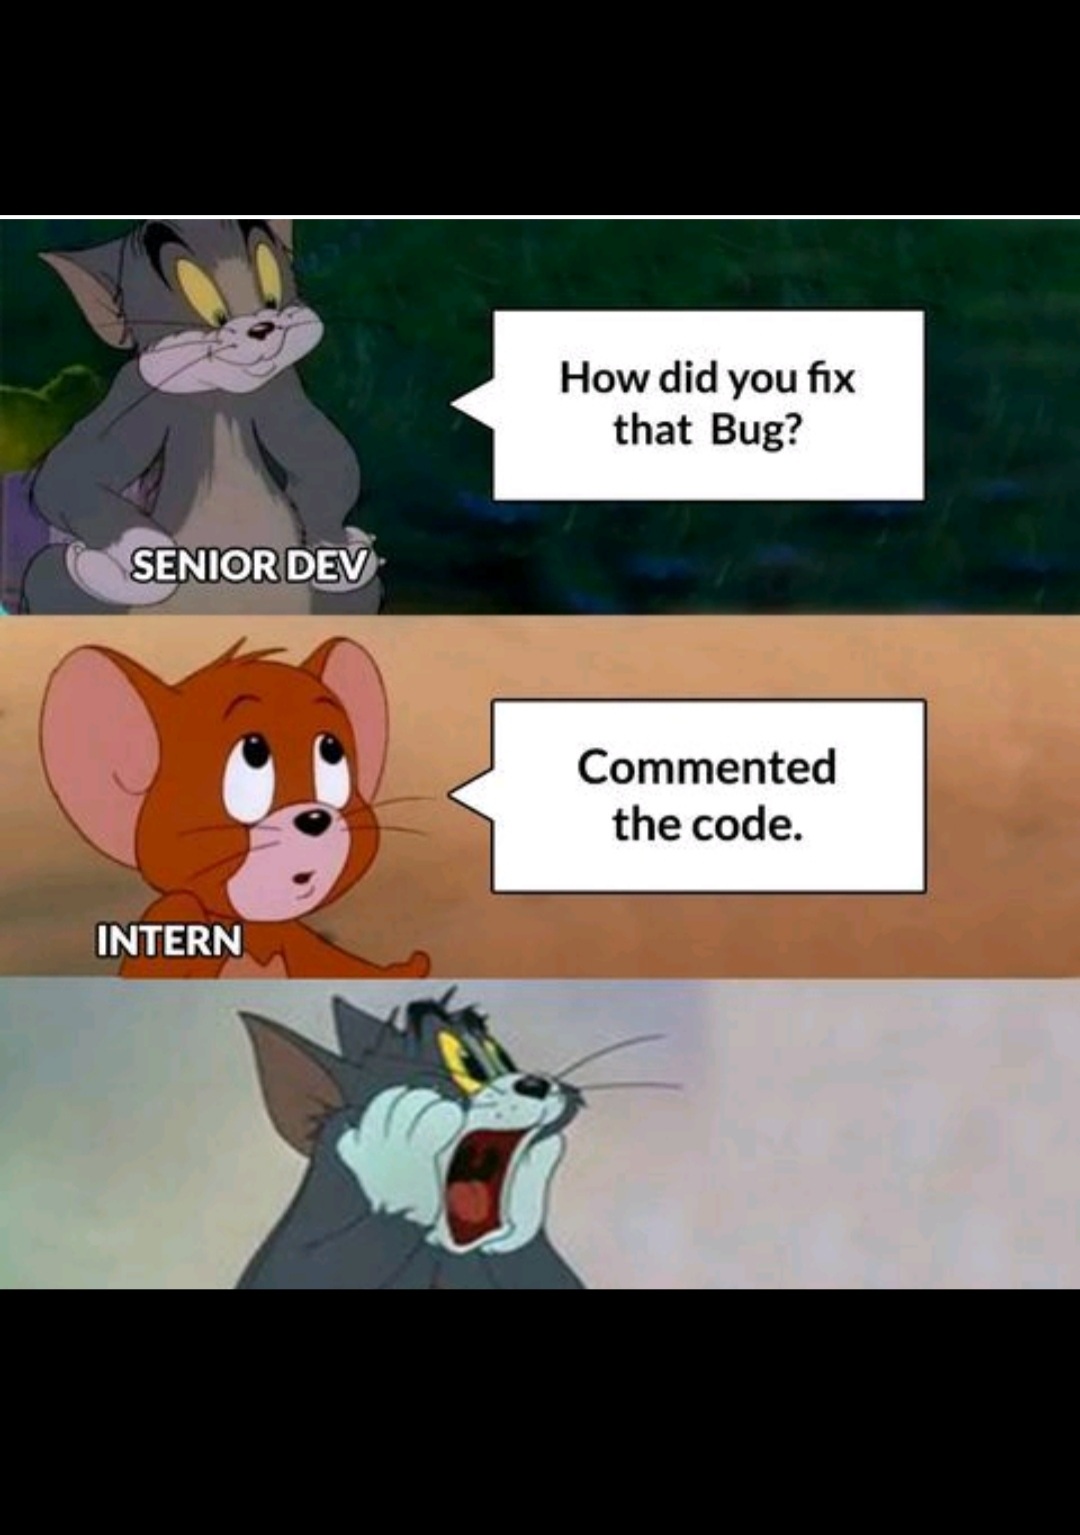 How did you fix
that Bug?
SENIOR DEV
Commented
the code.
INTERN